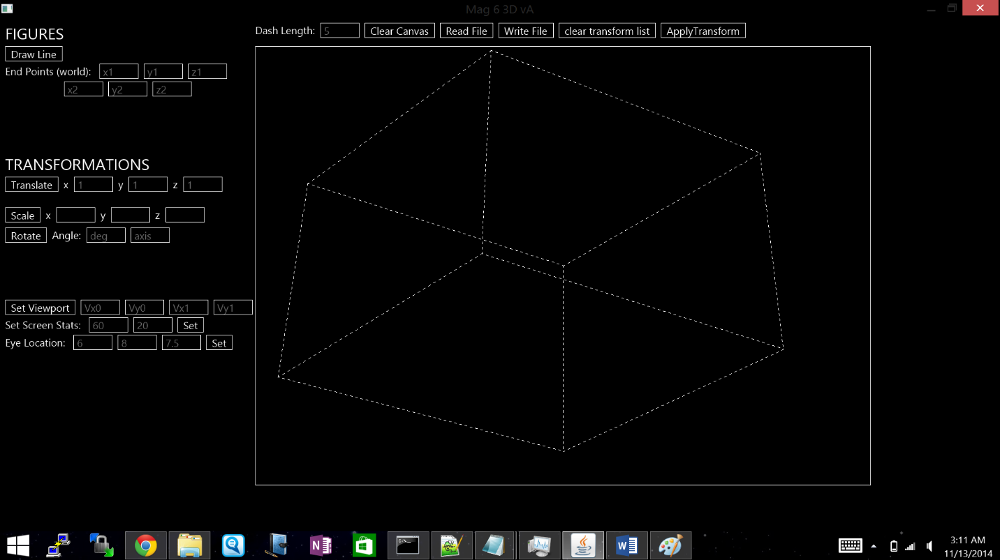 Mag 6 3D vA
Dash Length: 5 Clear Canvas Read File Write File clear transform list ApplyTransform
FIGURES
Draw Line
End Points (world): x1 y1 z1
x2 y2 z2
TRANSFORMATIONS
Translate x 1 y 1 z 1
Scale x y z
Rotate Angle: deg axis
Set Viewport Vx0 Vy0 Vx1 Vy1
Set Screen Stats: 60 20 Set
Eye Location: 6 8 7.5 Set
3:11 AM
11/13/2014